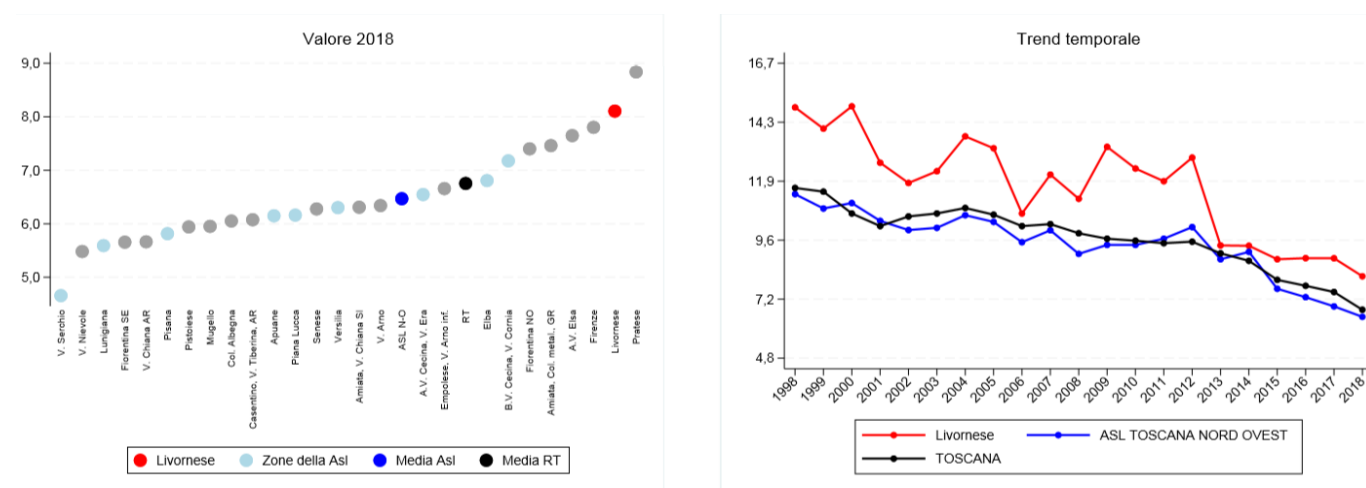 Valore 2018
9,0
8,0
7,0
6,0
5,0
V. Serchio
V. Nievole
Lunigiana
Fiorentina SE
V. Chiana AR
Pisana
Pistoiese
Mugello
Col. Albegna
Casentino, V. Tiberina, AR
Apuane
Piana Lucca
Senese
Versilia
Amiata, V. Chiana SI
V. Arno
ASL N-O
A.V. Cecina, V. Era
Empolese, V. Arno inf.
RT
Elba
B.V. Cecina, V. Cornia
Fiorentina NO
Amiata, Col. metal., GR
A.V. Elsa
Firenze
Livornese
Pratese
Livornese
Zone della Asl
Media Asl
Media RT
Trend temporale
16,7
14,3
11,9
9,6
7,2
4,8
1998
1999
2000
2001
2002
2003
2004
2005
2006
2007
2008
2009
2010
2011
2012
2013
2014
2015
2016
2017
2018
Livornese
ASL TOSCANA NORD OVEST
TOSCANA